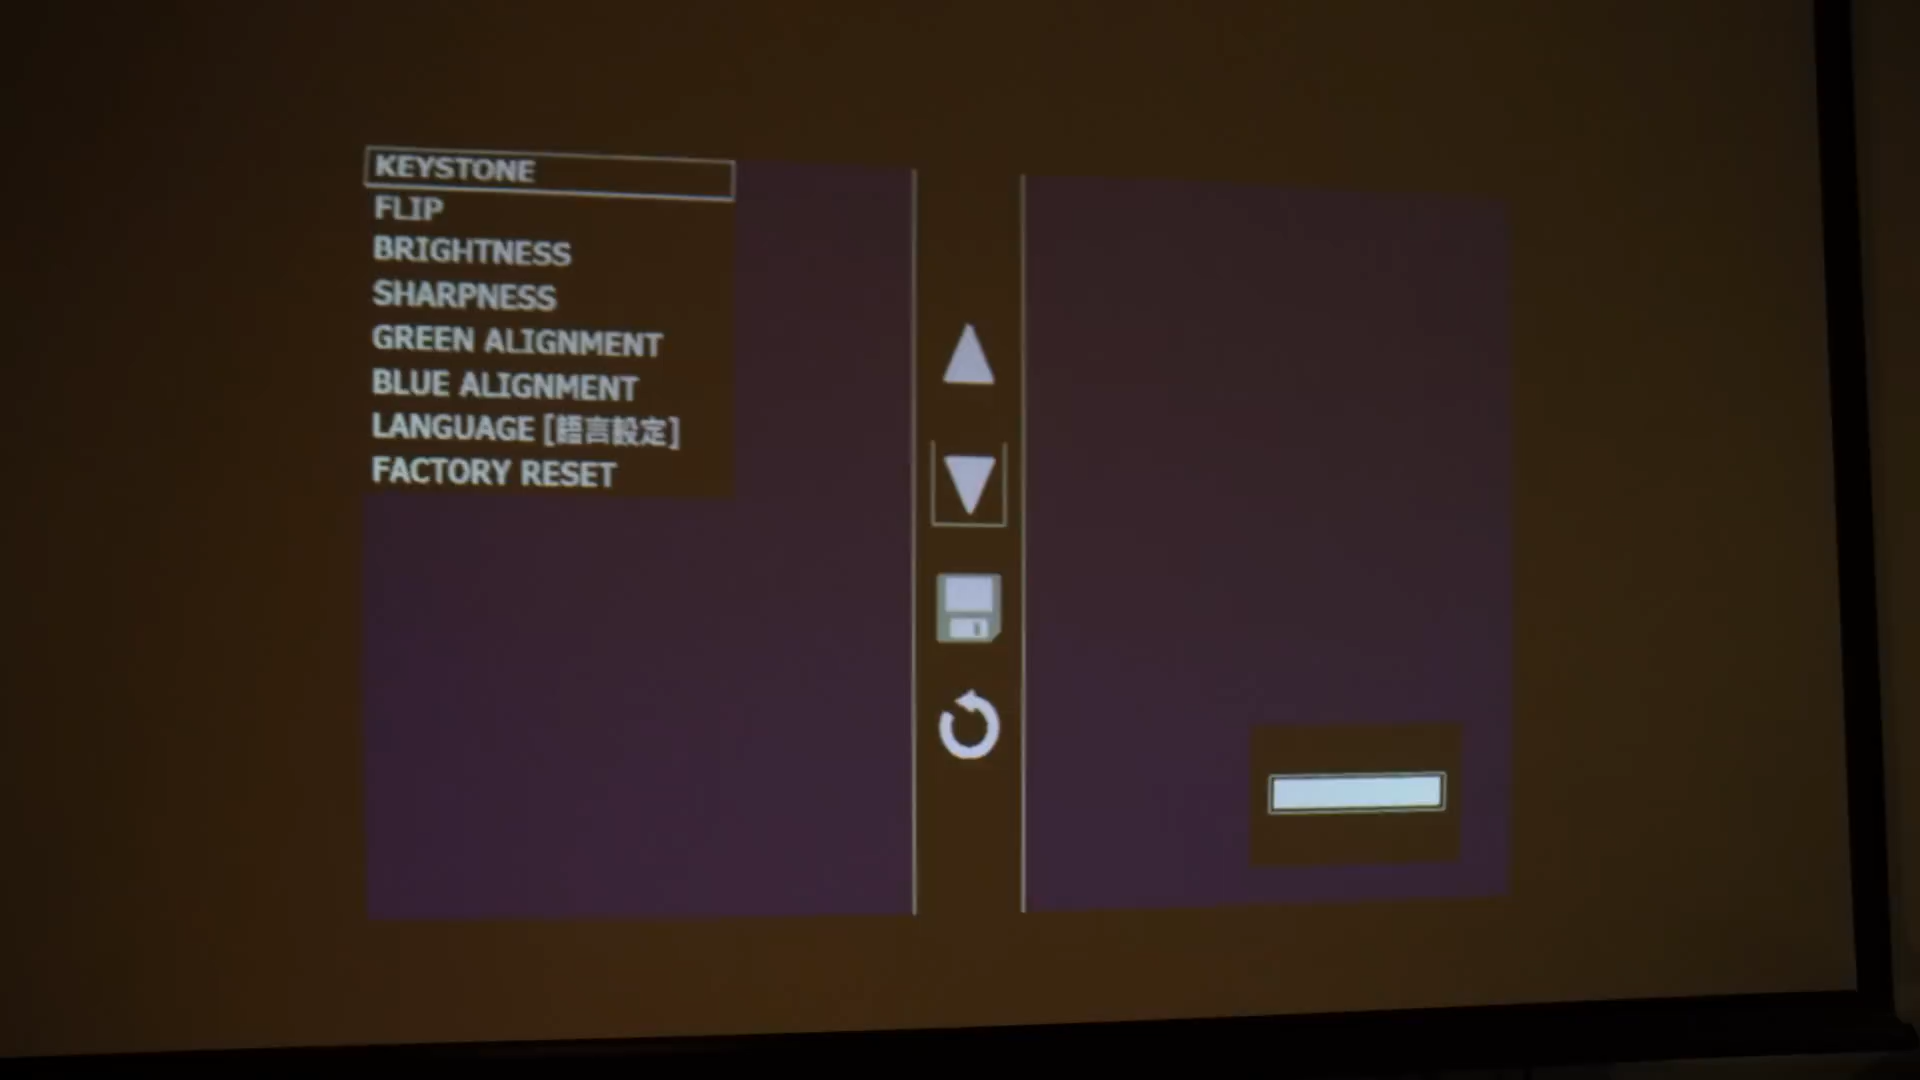 KEYSTONE
FLIP
BRIGHTNESS
SHARPNESS
GREEN ALIGNMENT
BLUE ALIGNMENT
LANGUAGE [語言設定]
FACTORY RESET